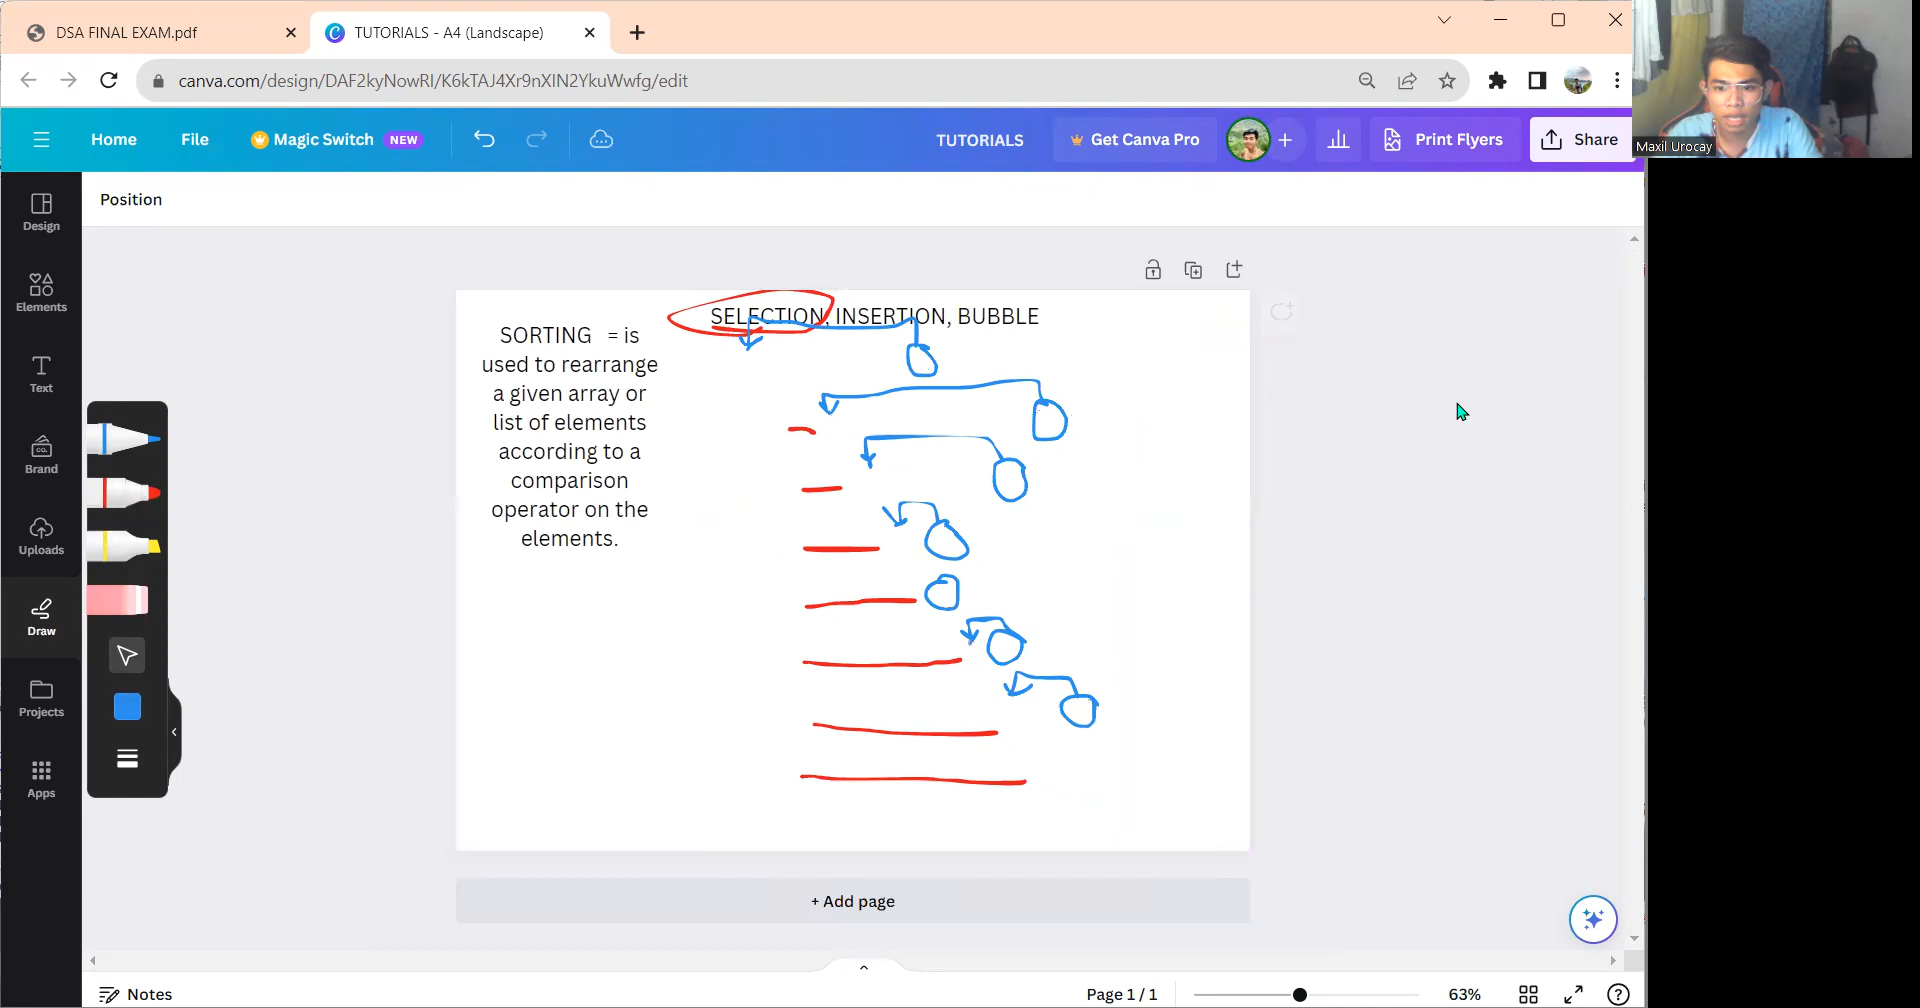 DSA FINAL EXAM.pdf
TUTORIALS - A4 (Landscape)
canva.com/design/DAF2kyNowRI/K6kTAJ4Xr9nXIN2YkuWwfg/edit
Home
File
Magic Switch NEW
TUTORIALS
Get Canva Pro
Print Flyers
Share
Maxil Urocay
Position
Design
Elements
Text
Brand
Uploads
Draw
Projects
Apps
SELECTION, INSERTION, BUBBLE
SORTING = is
used to rearrange
a given array or
list of elements
according to a
comparison
operator on the
elements.
+ Add page
Notes
Page 1 / 1
63%